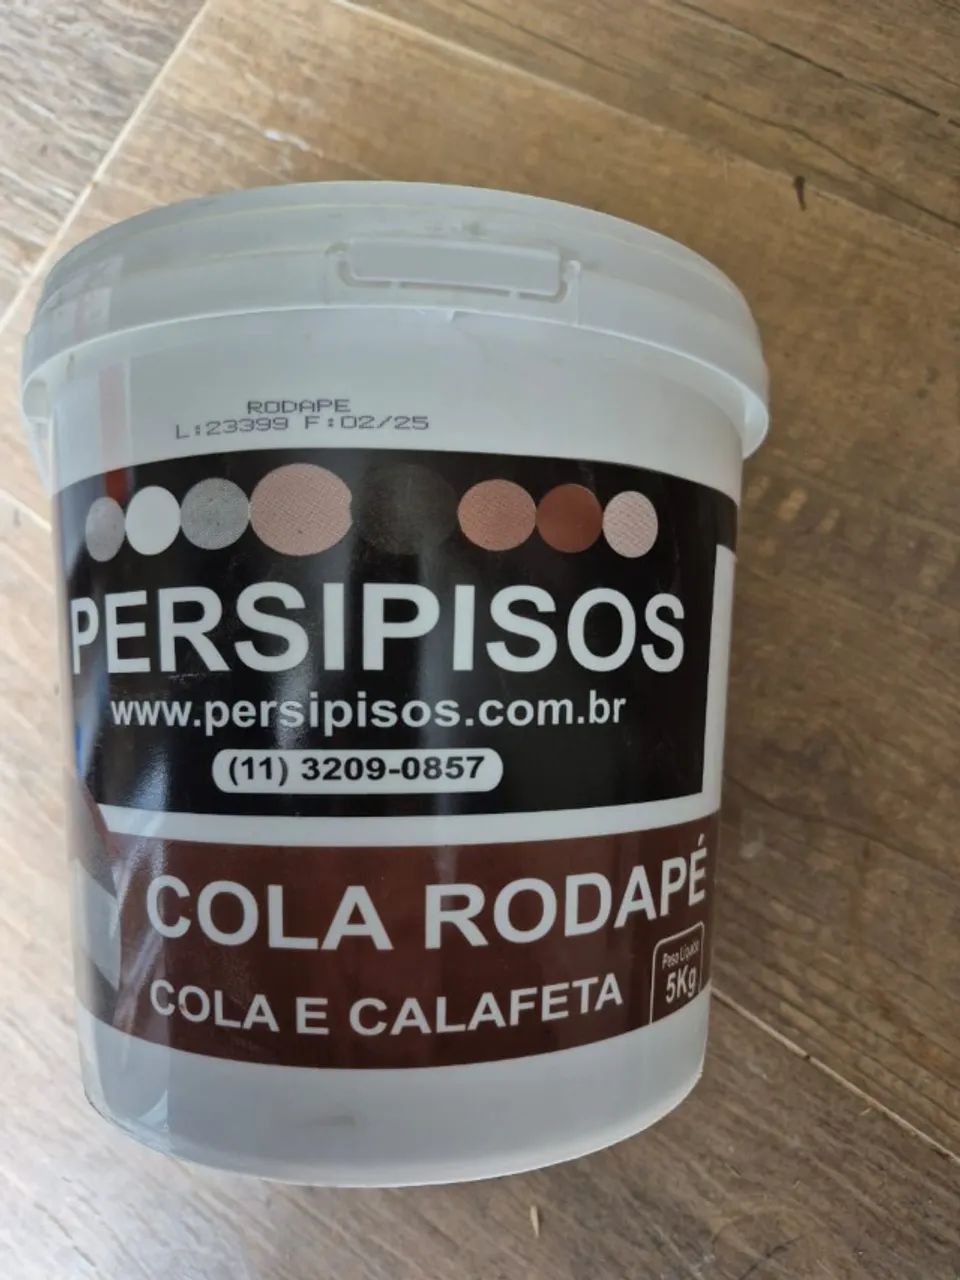 RODAPE
L:23399 F:02/25
PERSIPISOS
www.persipisos.com.br
(11) 3209-0857
COLA RODAPÉ
COLA E CALAFETA
Peso Líquido
5Kg